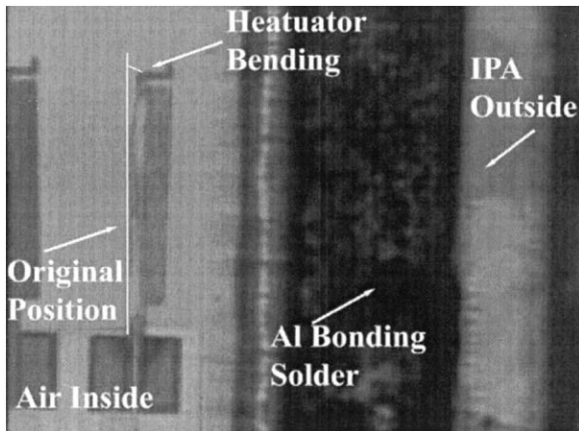 Heatuator
Bending
IPA
Outside
Original
Position
Al Bonding
Solder
Air Inside